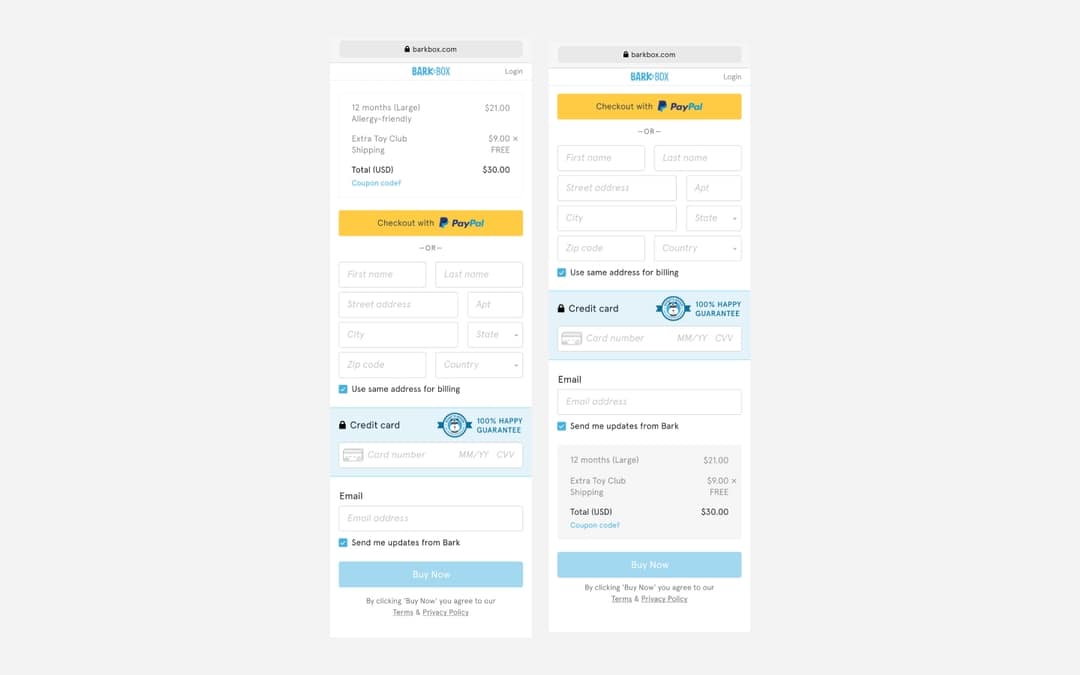 barkbox.com
BARK BOX Login
12 months (Large) $21.00
Allergy-friendly
Extra Toy Club $9.00 ×
Shipping FREE
Total (USD) $30.00
Coupon code?
Checkout with PayPal
–OR–
First name Last name
Street address Apt
City State
Zip code Country
Use same address for billing
Credit card 100% HAPPY
GUARANTEE
Card number MM/YY CVV
Email
Email address
Send me updates from Bark
Buy Now
By clicking 'Buy Now' you agree to our
Terms & Privacy Policy
barkbox.com
BARK BOX Login
Checkout with PayPal
–OR–
First name Last name
Street address Apt
City State
Zip code Country
Use same address for billing
Credit card 100% HAPPY
GUARANTEE
Card number MM/YY CVV
Email
Email address
Send me updates from Bark
12 months (Large) $21.00
Extra Toy Club $9.00 ×
Shipping FREE
Total (USD) $30.00
Coupon code?
Buy Now
By clicking 'Buy Now' you agree to our
Terms & Privacy Policy